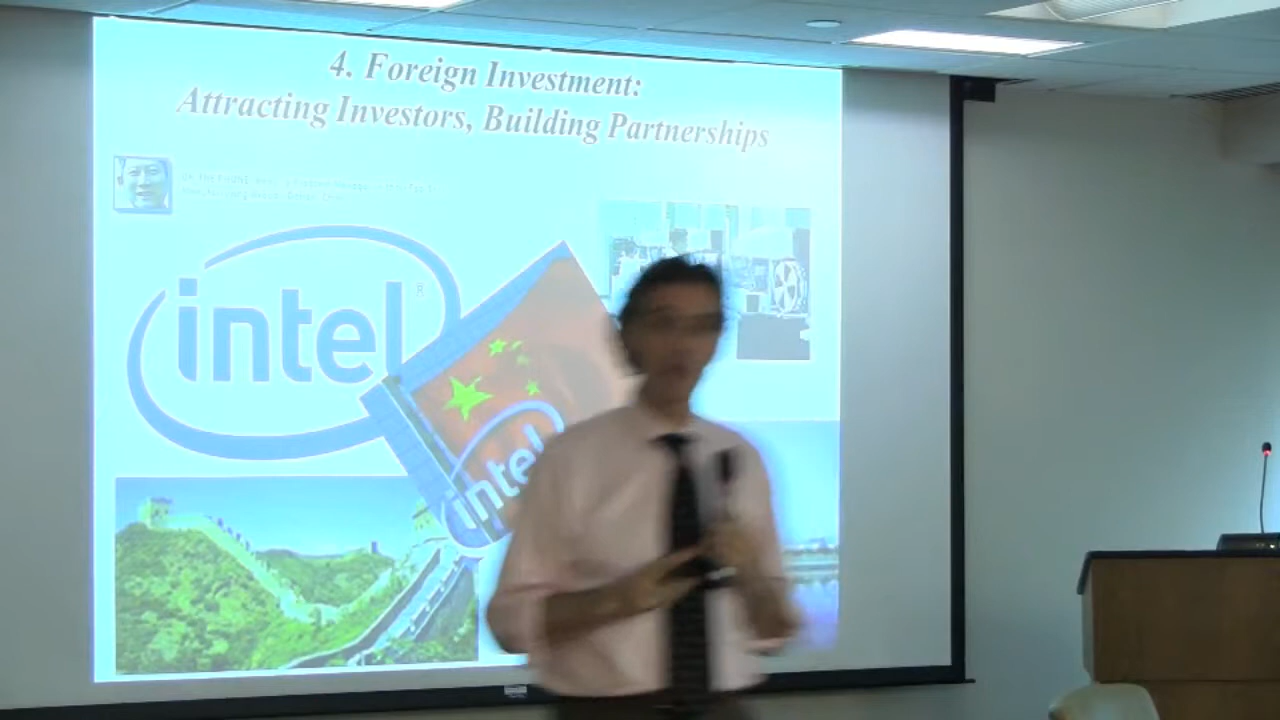 4. Foreign Investment:
Attracting Investors, Building Partnerships
intel®
intel